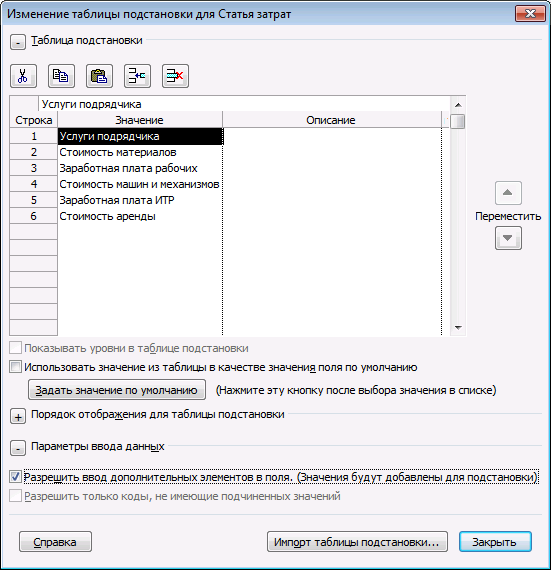 Изменение таблицы подстановки для Статья затрат
- Таблица подстановки
Услуги подрядчика
Строка Значение Описание
1 Услуги подрядчика
2 Стоимость материалов
3 Заработная плата рабочих
4 Стоимость машин и механизмов
5 Заработная плата ИТР
6 Стоимость аренды
Переместить
Показывать уровни в таблице подстановки
Использовать значение из таблицы в качестве значения поля по умолчанию
Задать значение по умолчанию (Нажмите эту кнопку после выбора значения в списке)
+ Порядок отображения для таблицы подстановки
- Параметры ввода данных
Разрешить ввод дополнительных элементов в поля. (Значения будут добавлены для подстановки)
Разрешить только коды, не имеющие подчиненных значений
Справка Импорт таблицы подстановки... Закрыть